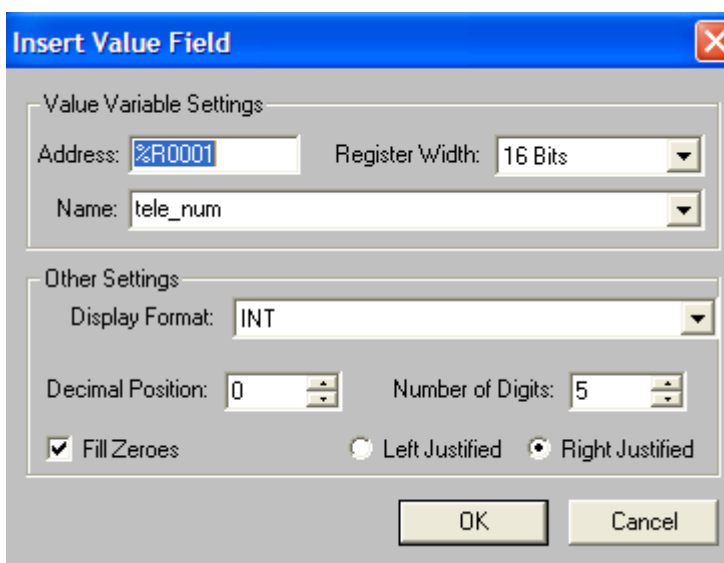 Insert Value Field
Value Variable Settings
Address: %R0001 Register Width: 16 Bits
Name: tele_num
Other Settings
Display Format: INT
Decimal Position: 0 Number of Digits: 5
Fill Zeroes Left Justified Right Justified
OK Cancel